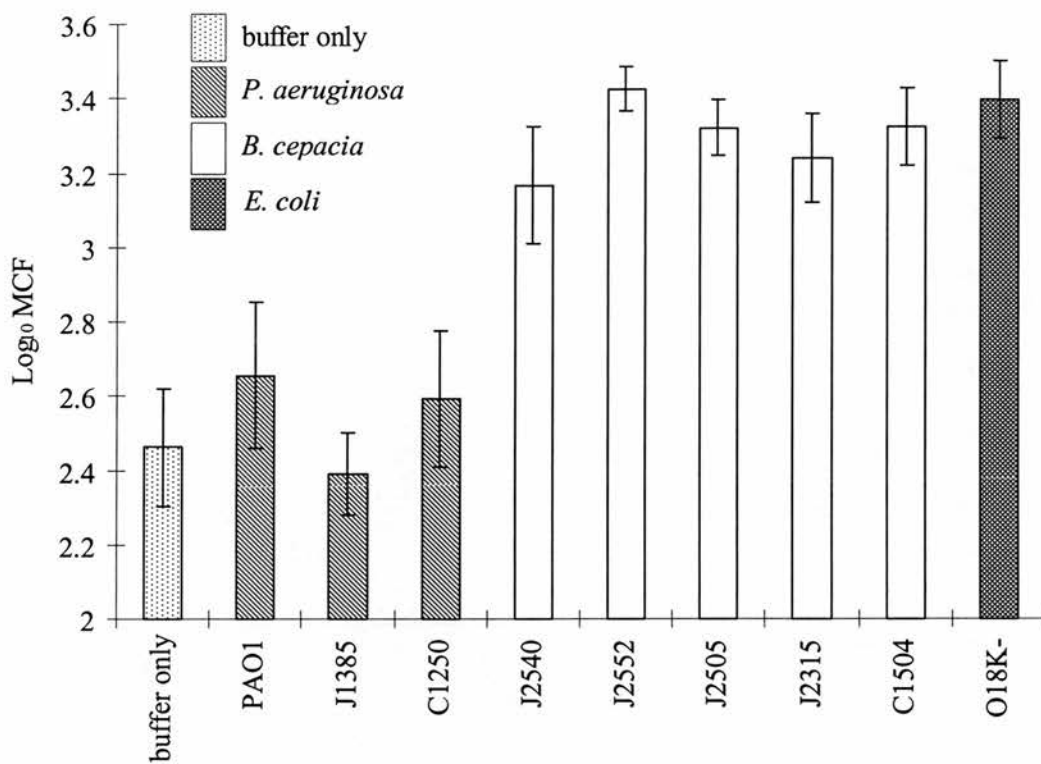 3.6
3.4
3.2
3
2.8
2.6
2.4
2.2
2
Log₁₀ MCF
buffer only
P. aeruginosa
B. cepacia
E. coli
buffer only
PAO1
J1385
C1250
J2540
J2552
J2505
J2315
C1504
O18K-